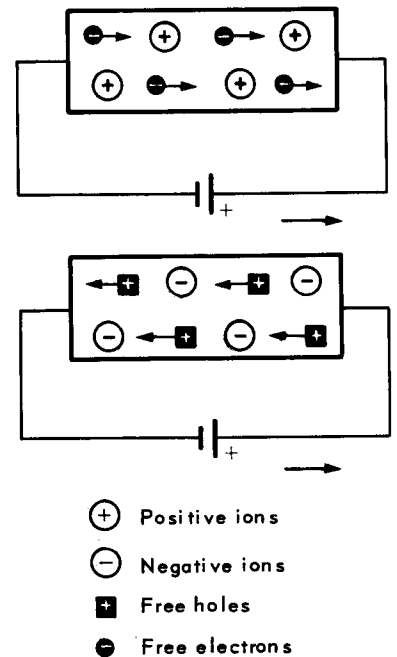 +
+
Positive ions
Negative ions
Free holes
Free electrons